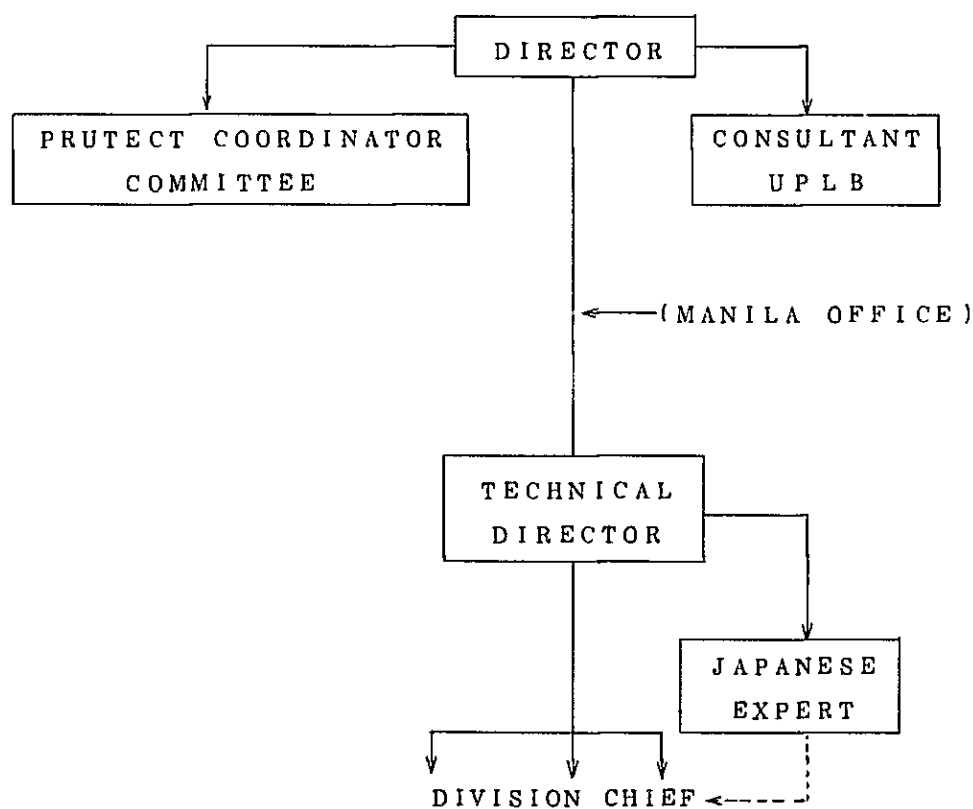 DIRECTOR
PRUTECT COORDINATOR
COMMITTEE
CONSULTANT
UPLB
(MANILA OFFICE)
TECHNICAL
DIRECTOR
JAPANESE
EXPERT
DIVISION CHIEF